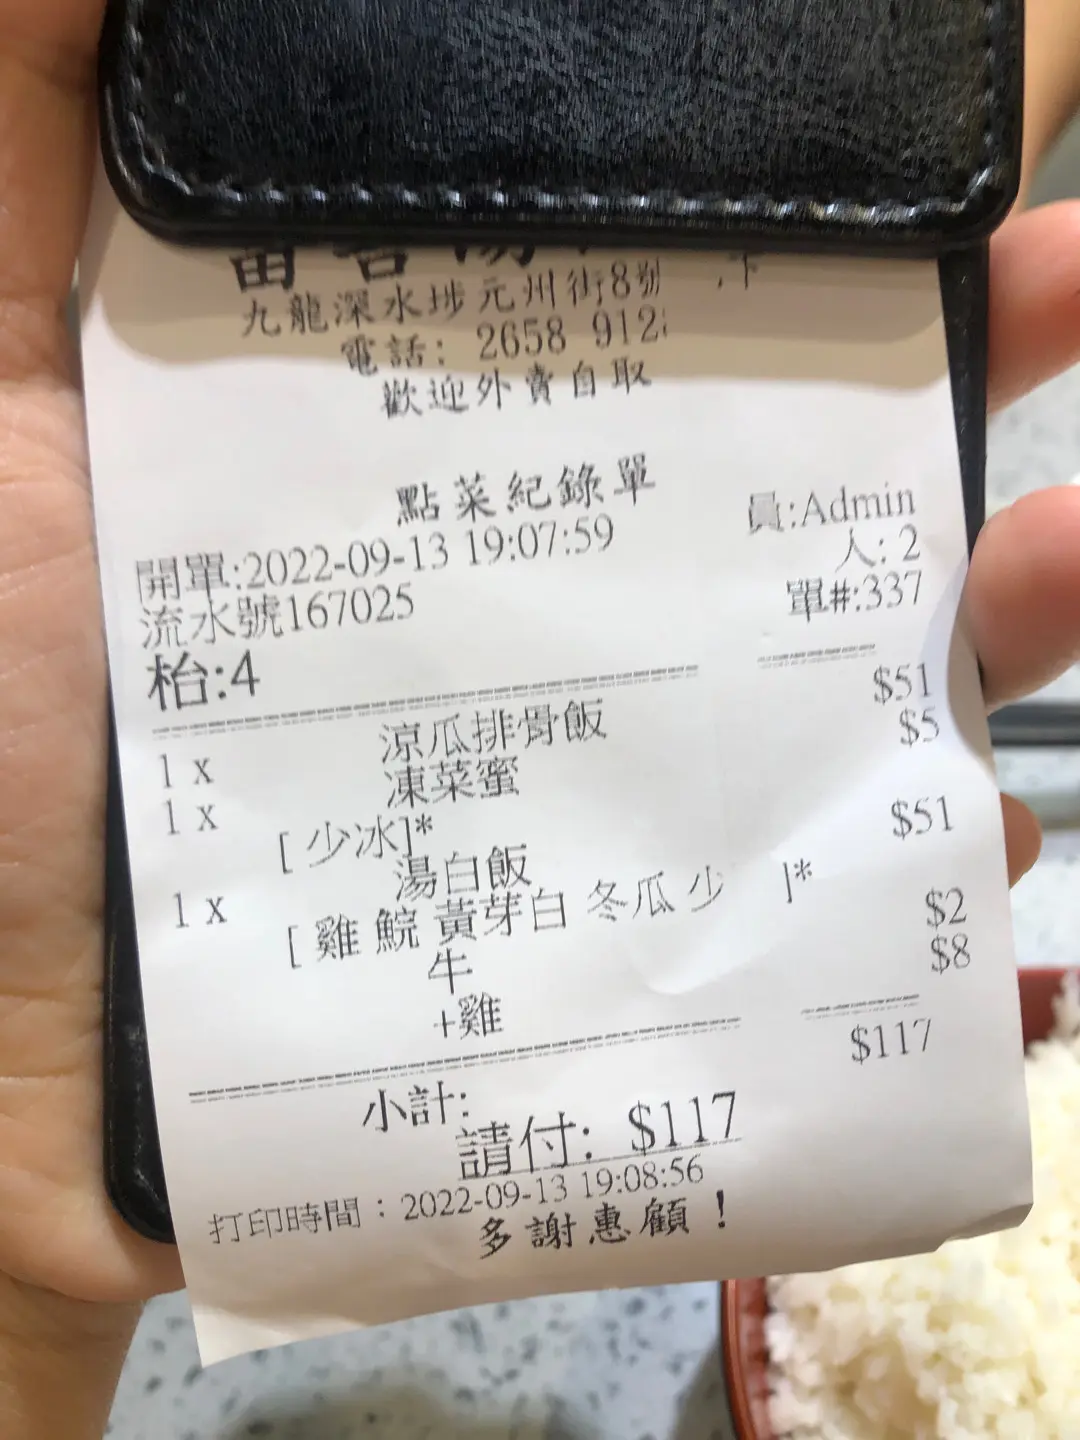 九龍深水埗元州街8號
電話: 2658 912
歡迎外賣自取
點菜紀錄單
開單:2022-09-13 19:07:59
員:Admin
流水號167025
人: 2
枱:4
單#:337
1 x 涼瓜排骨飯 $51
1 x 凍菜蜜 $5
[ 少冰]*
1 x 湯白飯 $51
[ 雞 鯇 黃芽白 冬瓜 少 ]*
牛 $2
+雞 $8
小計: $117
請付: $117
打印時間：2022-09-13 19:08:56
多謝惠顧！